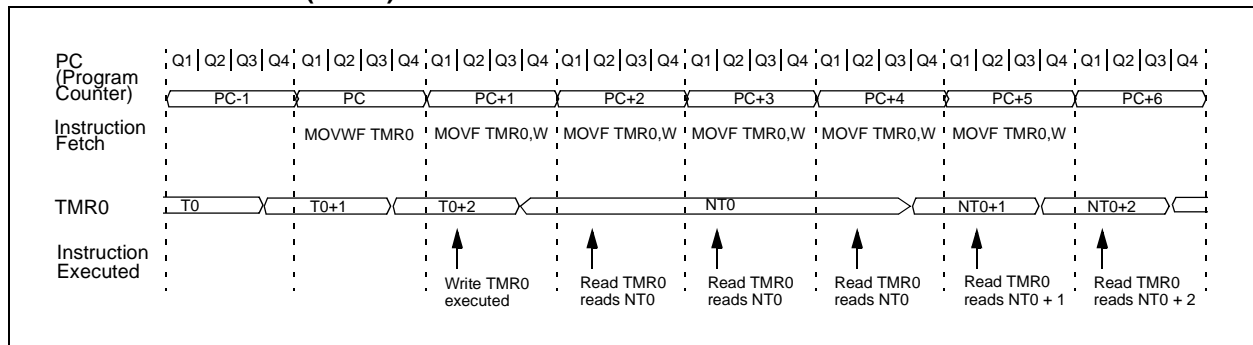 PC
(Program
Counter)
Q1 Q2 Q3 Q4 Q1 Q2 Q3 Q4 Q1 Q2 Q3 Q4 Q1 Q2 Q3 Q4 Q1 Q2 Q3 Q4 Q1 Q2 Q3 Q4 Q1 Q2 Q3 Q4 Q1 Q2 Q3 Q4
PC-1 PC PC+1 PC+2 PC+3 PC+4 PC+5 PC+6
Instruction
Fetch
MOVWF TMR0 MOVF TMR0,W MOVF TMR0,W MOVF TMR0,W MOVF TMR0,W MOVF TMR0,W
TMR0
T0 T0+1 T0+2 NT0 NT0+1 NT0+2
Instruction
Executed
Write TMR0
executed
Read TMR0
reads NT0
Read TMR0
reads NT0
Read TMR0
reads NT0
Read TMR0
reads NT0 + 1
Read TMR0
reads NT0 + 2